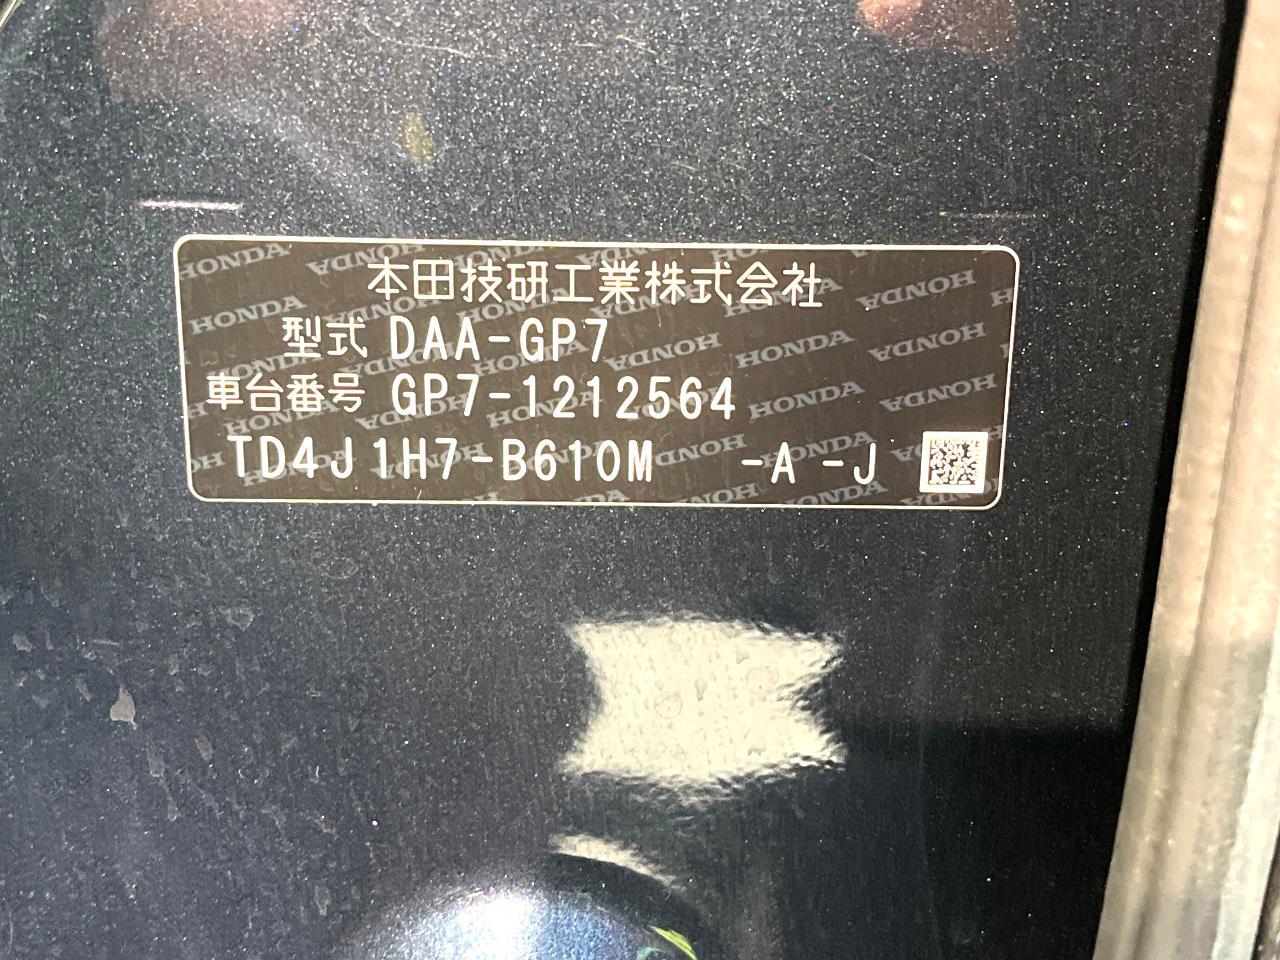 本田技研工業株式会社
型式 DAA-GP7
車台番号 GP7-1212564
TD4J1H7-B610M -A -J